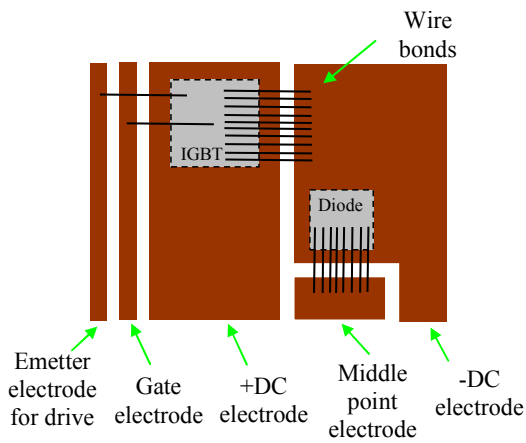 Wire
bonds
IGBT
Diode
Emetter
electrode
for drive
Gate
electrode
+DC
electrode
Middle
point
electrode
-DC
electrode